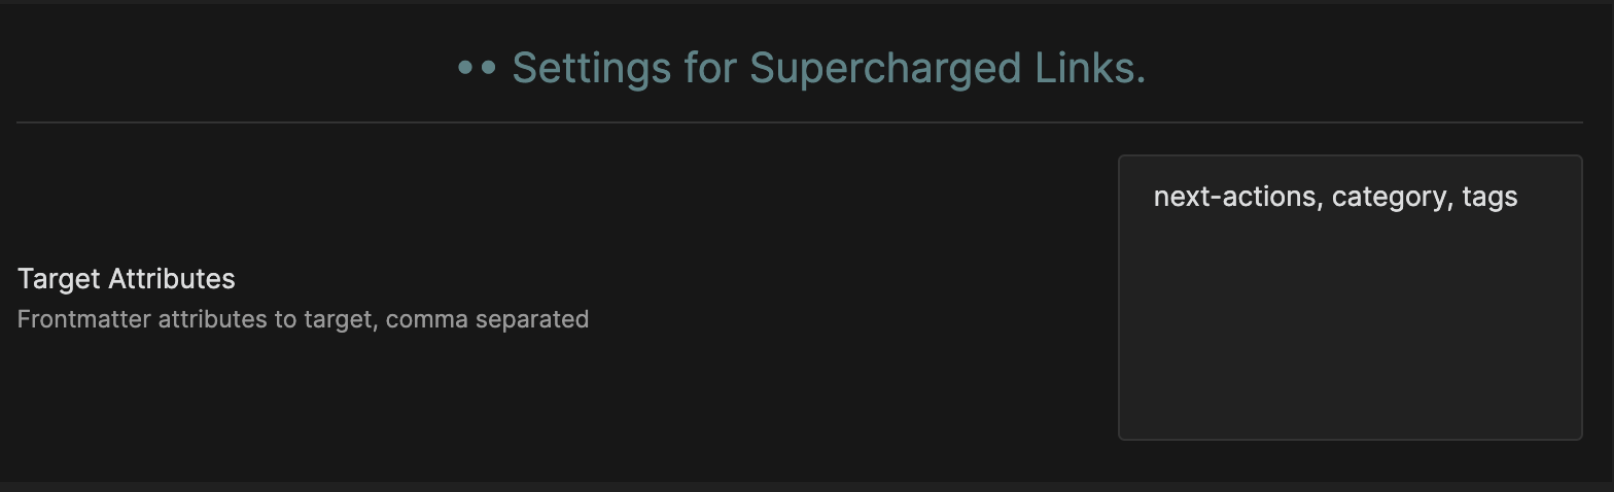 •• Settings for Supercharged Links.
next-actions, category, tags
Target Attributes
Frontmatter attributes to target, comma separated